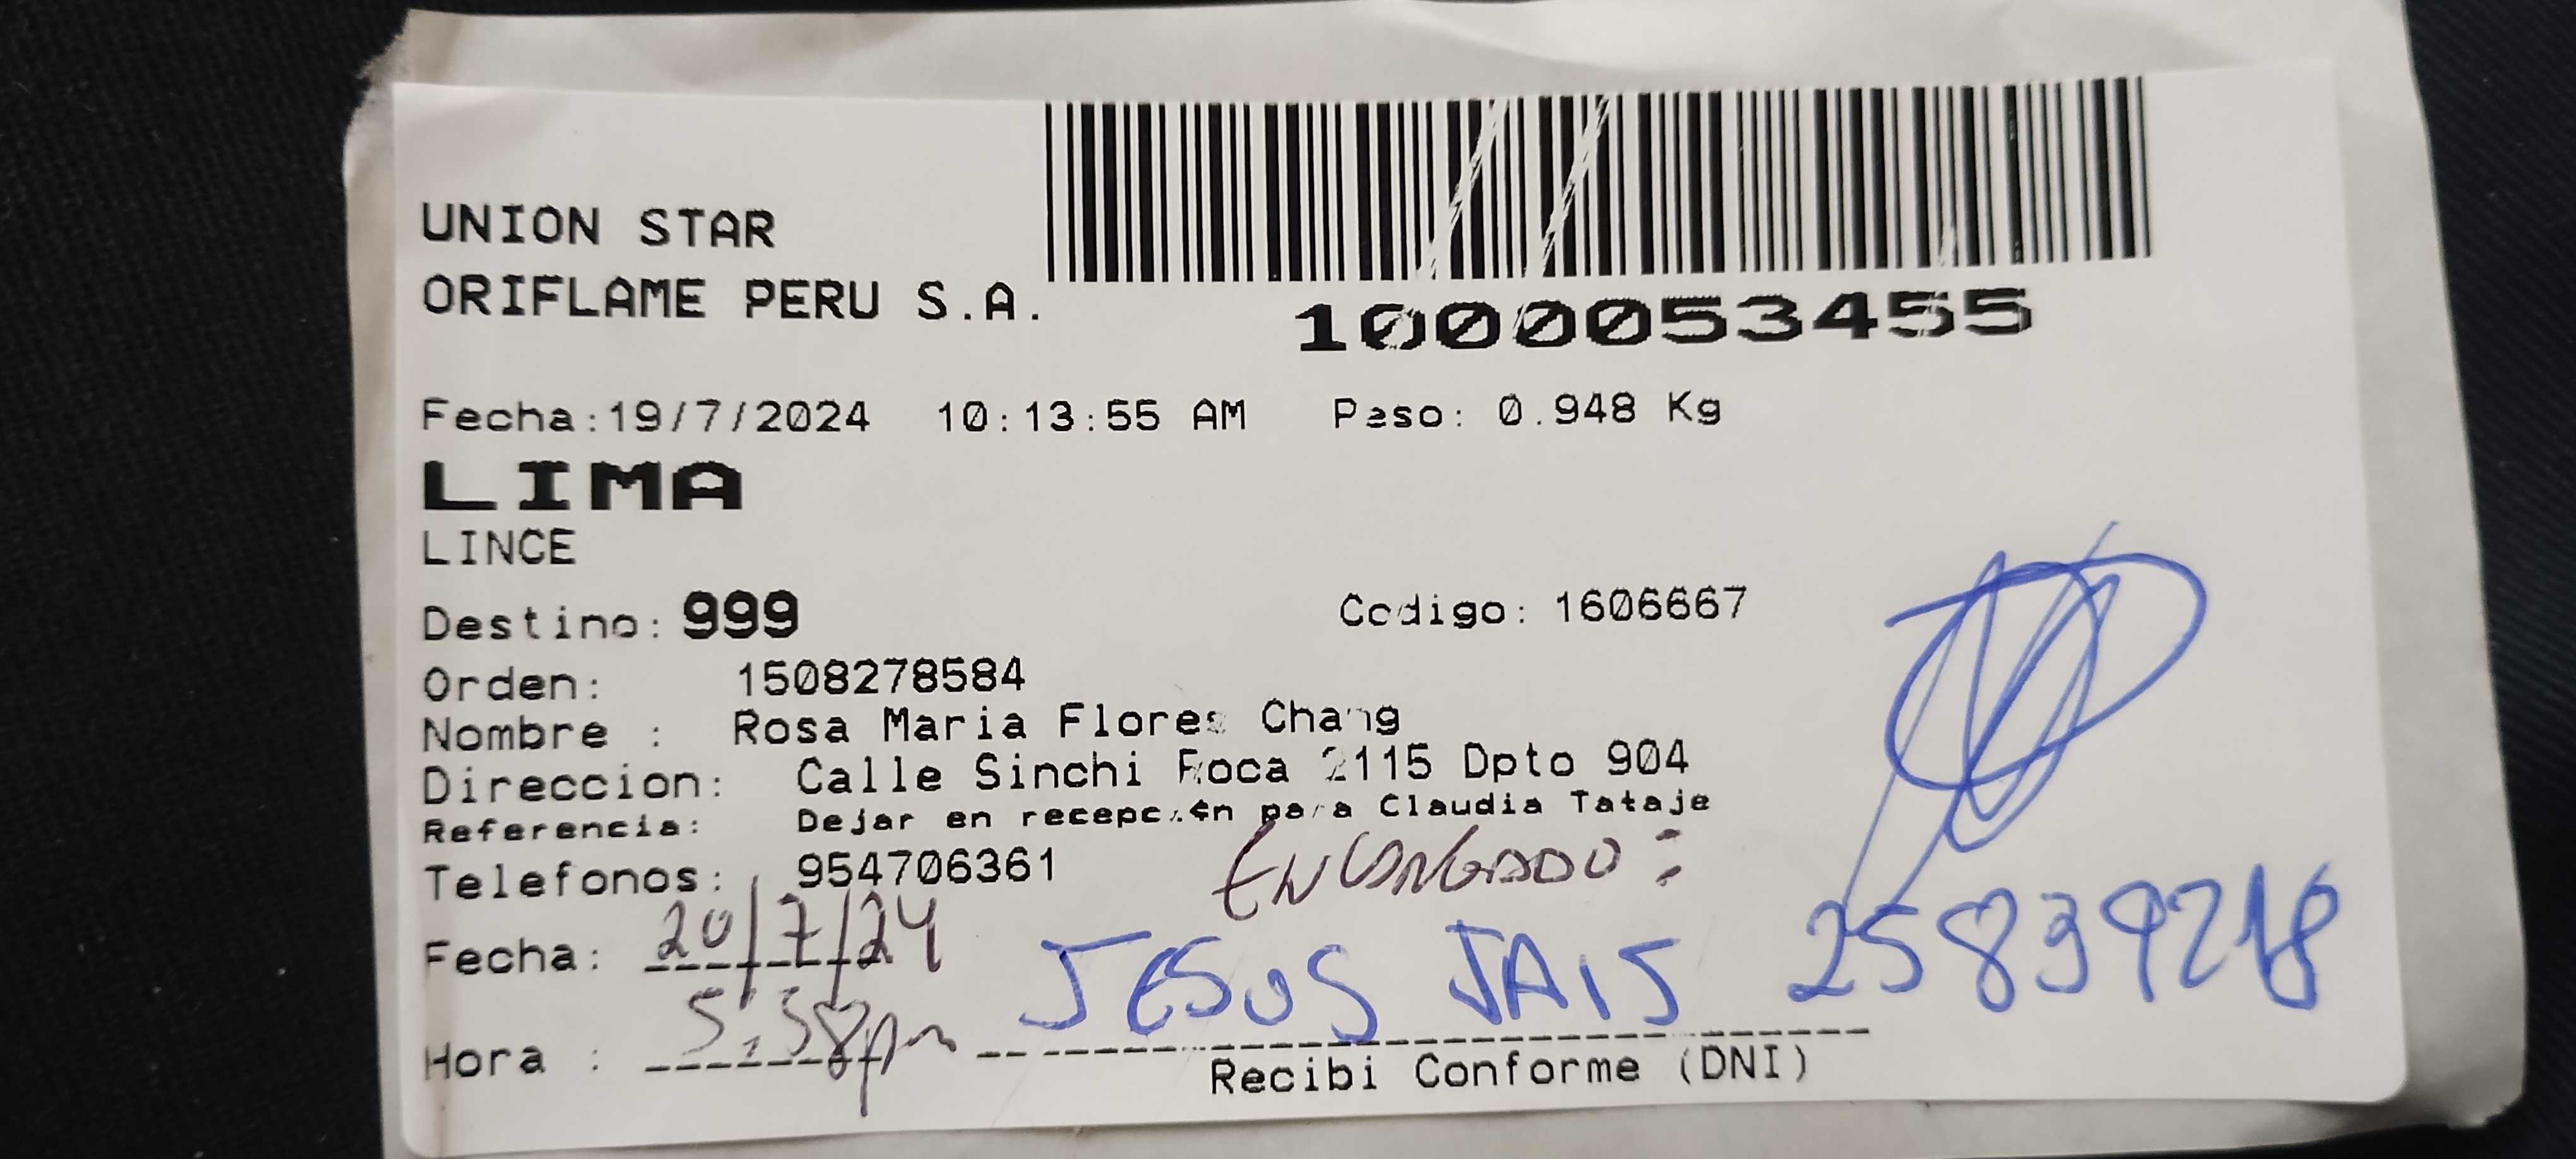 UNION STAR
ORIFLAME PERU S.A.
1000053455
Fecha:19/7/2024 10:13:55 AM Peso: 0.948 Kg
LIMA
LINCE
Destino: 999 Codigo: 1606667
Orden: 1508278584
Nombre : Rosa Maria Flores Chang
Direccion: Calle Sinchi Roca 2115 Dpto 904
Referencia: Dejar en recepción para Claudia Tataje
Telefonos: 954706361
ENCARGADO:
Fecha: 20/7/24
JESUS JAIS
Hora : 5:38pm
Recibi Conforme (DNI)